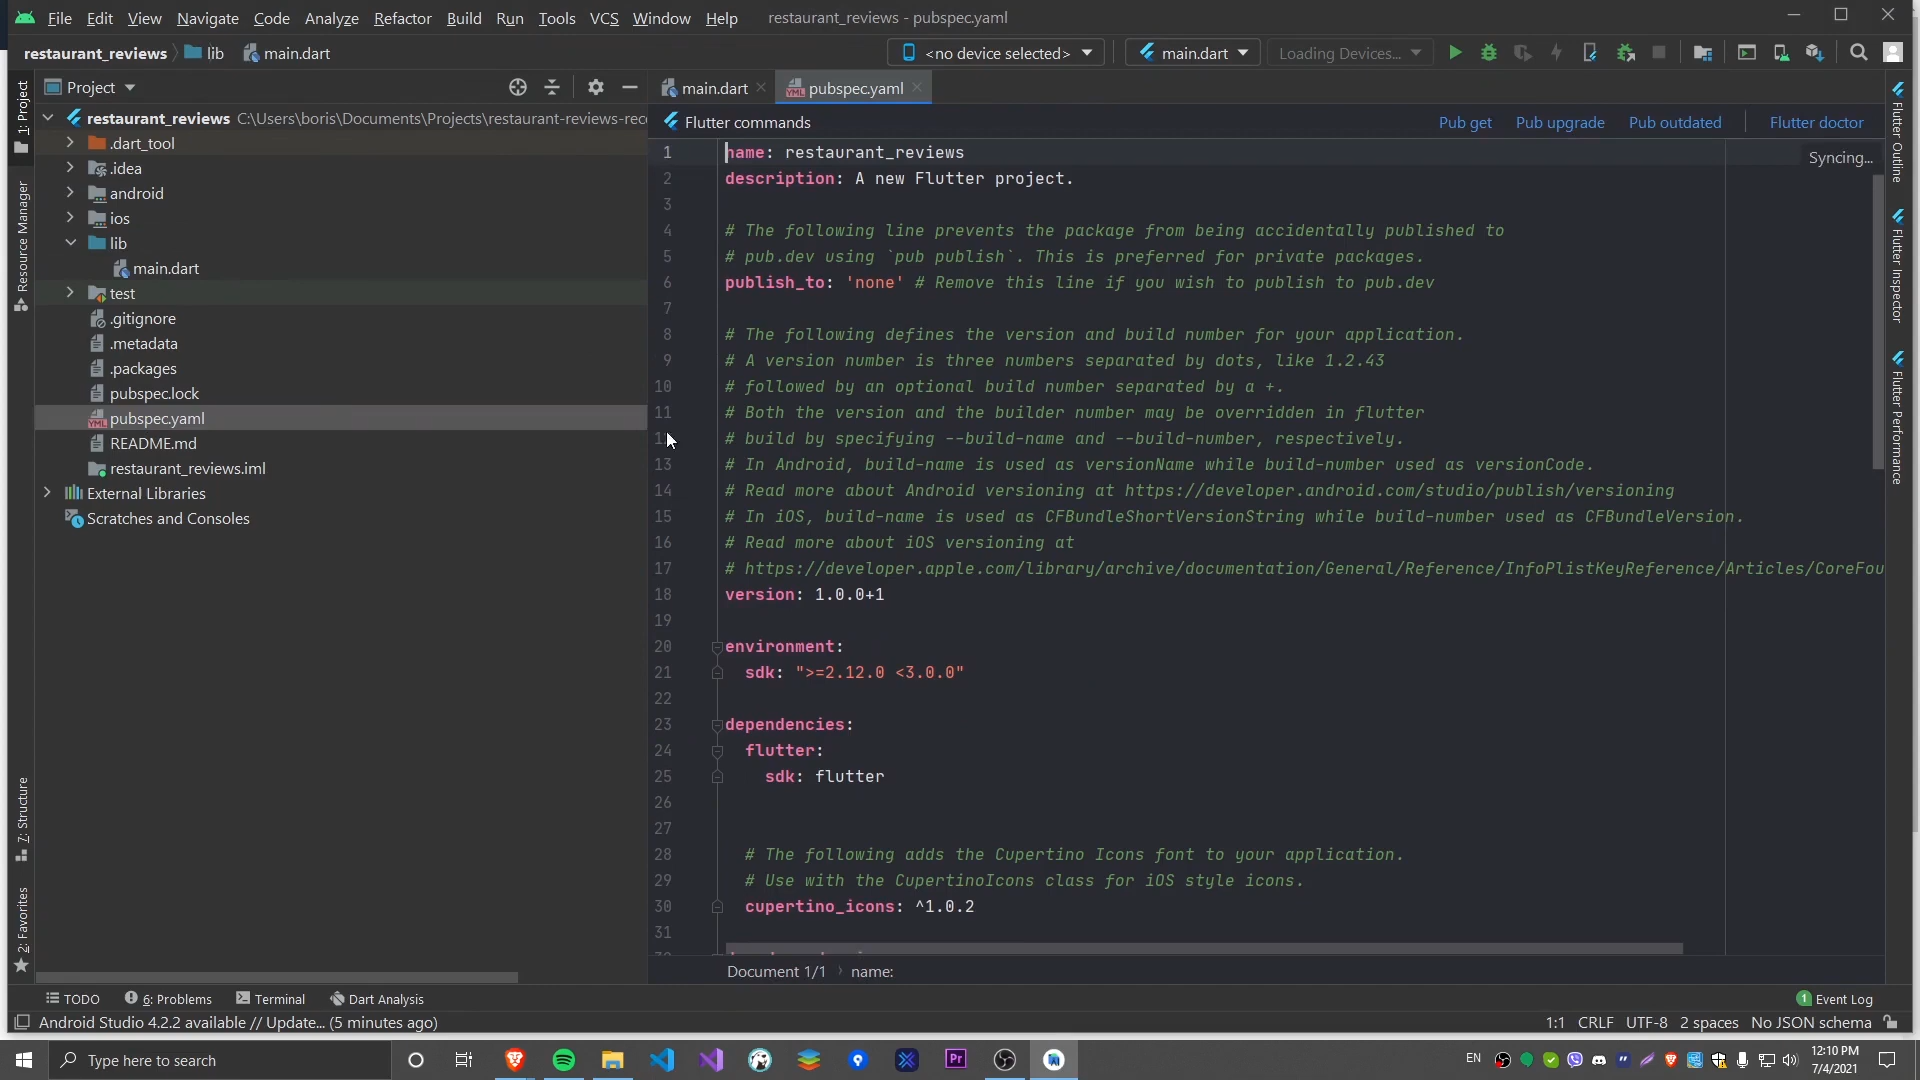 File Edit View Navigate Code Analyze Refactor Build Run Tools VCS Window Help restaurant_reviews - pubspec.yaml
restaurant_reviews lib main.dart <no device selected> main.dart Loading Devices...
Project main.dart pubspec.yaml
restaurant_reviews C:\Users\boris\Documents\Projects\restaurant-reviews-rec
.dart_tool
.idea
android
ios
lib
main.dart
test
.gitignore
.metadata
.packages
pubspec.lock
pubspec.yaml
README.md
restaurant_reviews.iml
External Libraries
Scratches and Consoles
1: Project
Resource Manager
7: Structure
2: Favorites
Flutter commands Pub get Pub upgrade Pub outdated Flutter doctor
Syncing...
1 name: restaurant_reviews
2 description: A new Flutter project.
3
4 # The following line prevents the package from being accidentally published to
5 # pub.dev using `pub publish`. This is preferred for private packages.
6 publish_to: 'none' # Remove this line if you wish to publish to pub.dev
7
8 # The following defines the version and build number for your application.
9 # A version number is three numbers separated by dots, like 1.2.43
10 # followed by an optional build number separated by a +.
11 # Both the version and the builder number may be overridden in flutter
# build by specifying --build-name and --build-number, respectively.
13 # In Android, build-name is used as versionName while build-number used as versionCode.
14 # Read more about Android versioning at https://developer.android.com/studio/publish/versioning
15 # In iOS, build-name is used as CFBundleShortVersionString while build-number used as CFBundleVersion.
16 # Read more about iOS versioning at
17 # https://developer.apple.com/library/archive/documentation/General/Reference/InfoPlistKeyReference/Articles/CoreFou
18 version: 1.0.0+1
19
20 environment:
21 sdk: ">=2.12.0 <3.0.0"
22
23 dependencies:
24 flutter:
25 sdk: flutter
26
27
28 # The following adds the Cupertino Icons font to your application.
29 # Use with the CupertinoIcons class for iOS style icons.
30 cupertino_icons: ^1.0.2
31
Document 1/1 name:
Flutter Outline
Flutter Inspector
Flutter Performance
TODO 6: Problems Terminal Dart Analysis 1 Event Log
Android Studio 4.2.2 available // Update... (5 minutes ago) 1:1 CRLF UTF-8 2 spaces No JSON schema
Type here to search Pr EN 12:10 PM
7/4/2021